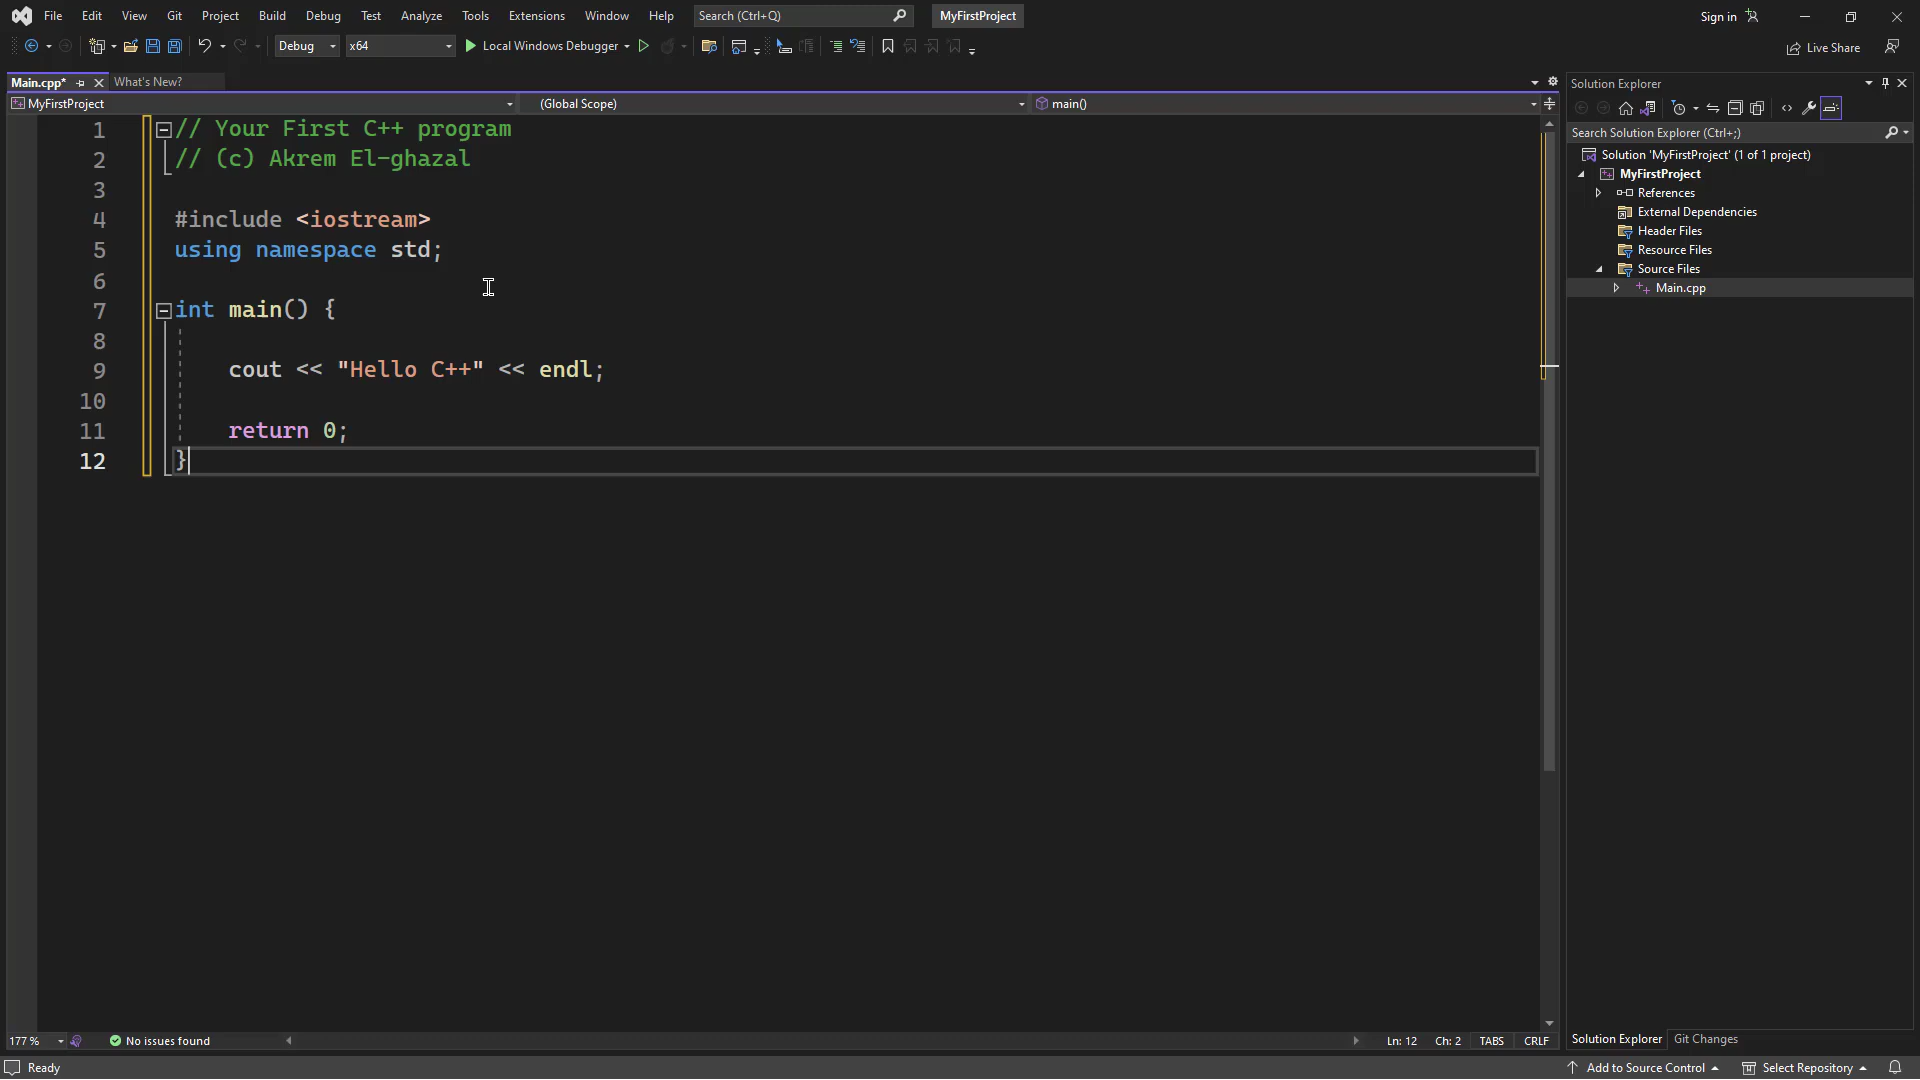 File Edit View Git Project Build Debug Test Analyze Tools Extensions Window Help Search (Ctrl+Q) MyFirstProject Sign in
Debug x64 Local Windows Debugger Live Share
Main.cpp* What's New?
MyFirstProject (Global Scope) main()
1 // Your First C++ program
2 // (c) Akrem El-ghazal
3
4 #include <iostream>
5 using namespace std;
6
7 int main() {
8
9 cout << "Hello C++" << endl;
10
11 return 0;
12 }
Solution Explorer
Search Solution Explorer (Ctrl+;)
Solution 'MyFirstProject' (1 of 1 project)
MyFirstProject
References
External Dependencies
Header Files
Resource Files
Source Files
Main.cpp
177 % No issues found Ln: 12 Ch: 2 TABS CRLF
Solution Explorer Git Changes
Ready Add to Source Control Select Repository